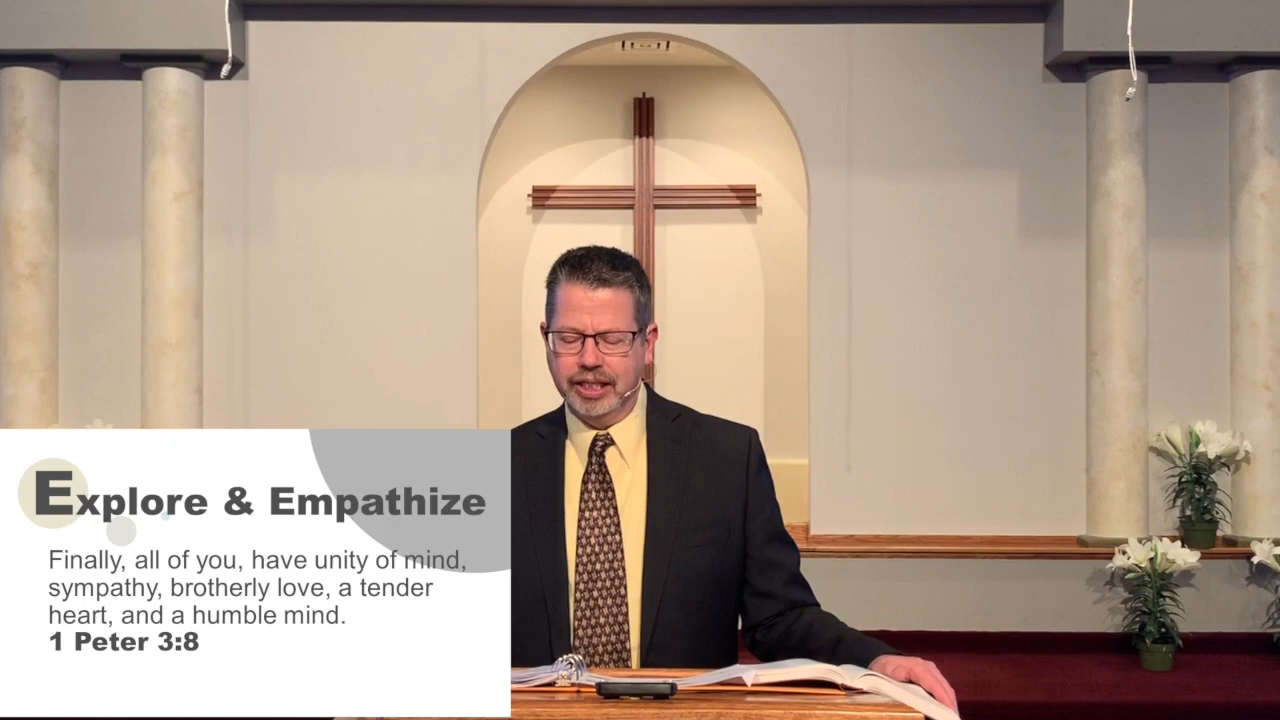 Explore & Empathize
Finally, all of you, have unity of mind,
sympathy, brotherly love, a tender
heart, and a humble mind.
1 Peter 3:8